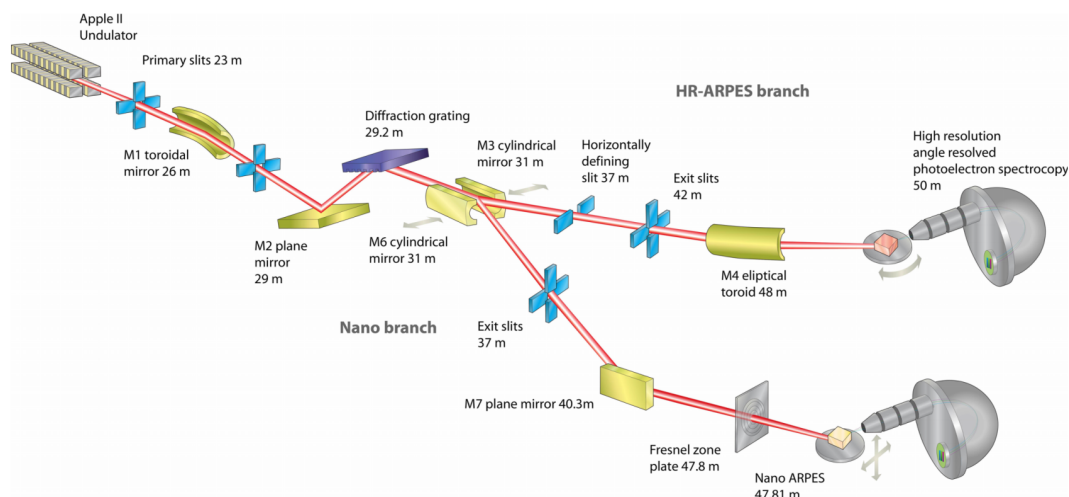 Apple II
Undulator
Primary slits 23 m
M1 toroidal
mirror 26 m
M2 plane
mirror
29 m
Diffraction grating
29.2 m
M3 cylindrical
mirror 31 m
M6 cylindrical
mirror 31 m
HR-ARPES branch
Horizontally
defining
slit 37 m
Exit slits
42 m
M4 eliptical
toroid 48 m
High resolution
angle resolved
photoelectron spectroscopy
50 m
Nano branch
Exit slits
37 m
M7 plane mirror 40.3m
Fresnel zone
plate 47.8 m
Nano ARPES
47.81 m